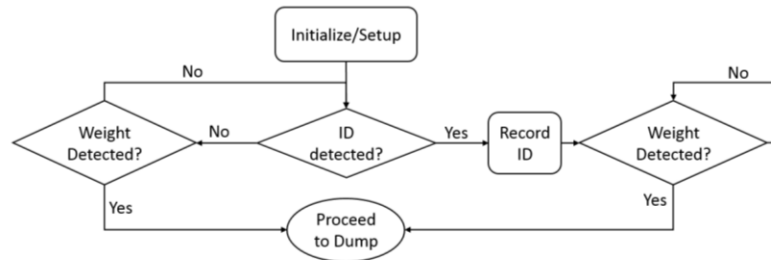 Initialize/Setup
No
No
Weight
Detected?
No
ID
detected?
Yes
Record
ID
Weight
Detected?
Yes
Proceed
to Dump
Yes